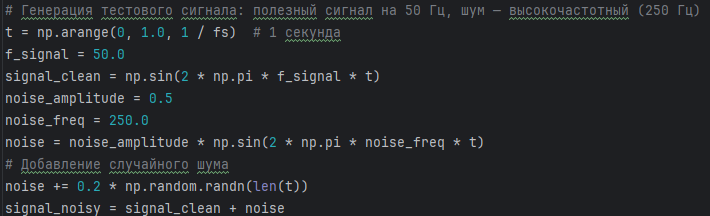 # Генерация тестового сигнала: полезный сигнал на 50 Гц, шум — высокочастотный (250 Гц)
t = np.arange(0, 1.0, 1 / fs)  # 1 секунда
f_signal = 50.0
signal_clean = np.sin(2 * np.pi * f_signal * t)
noise_amplitude = 0.5
noise_freq = 250.0
noise = noise_amplitude * np.sin(2 * np.pi * noise_freq * t)
# Добавление случайного шума
noise += 0.2 * np.random.randn(len(t))
signal_noisy = signal_clean + noise